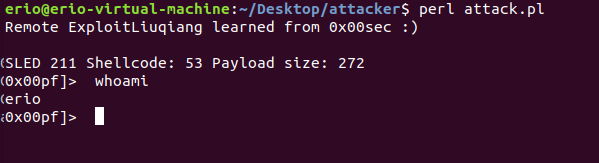 erio@erio-virtual-machine:~/Desktop/attacker$ perl attack.pl
Remote ExploitLiuqiang learned from 0x00sec :)
SLED 211 Shellcode: 53 Payload size: 272
0x00pf]> whoami
erio
0x00pf]>